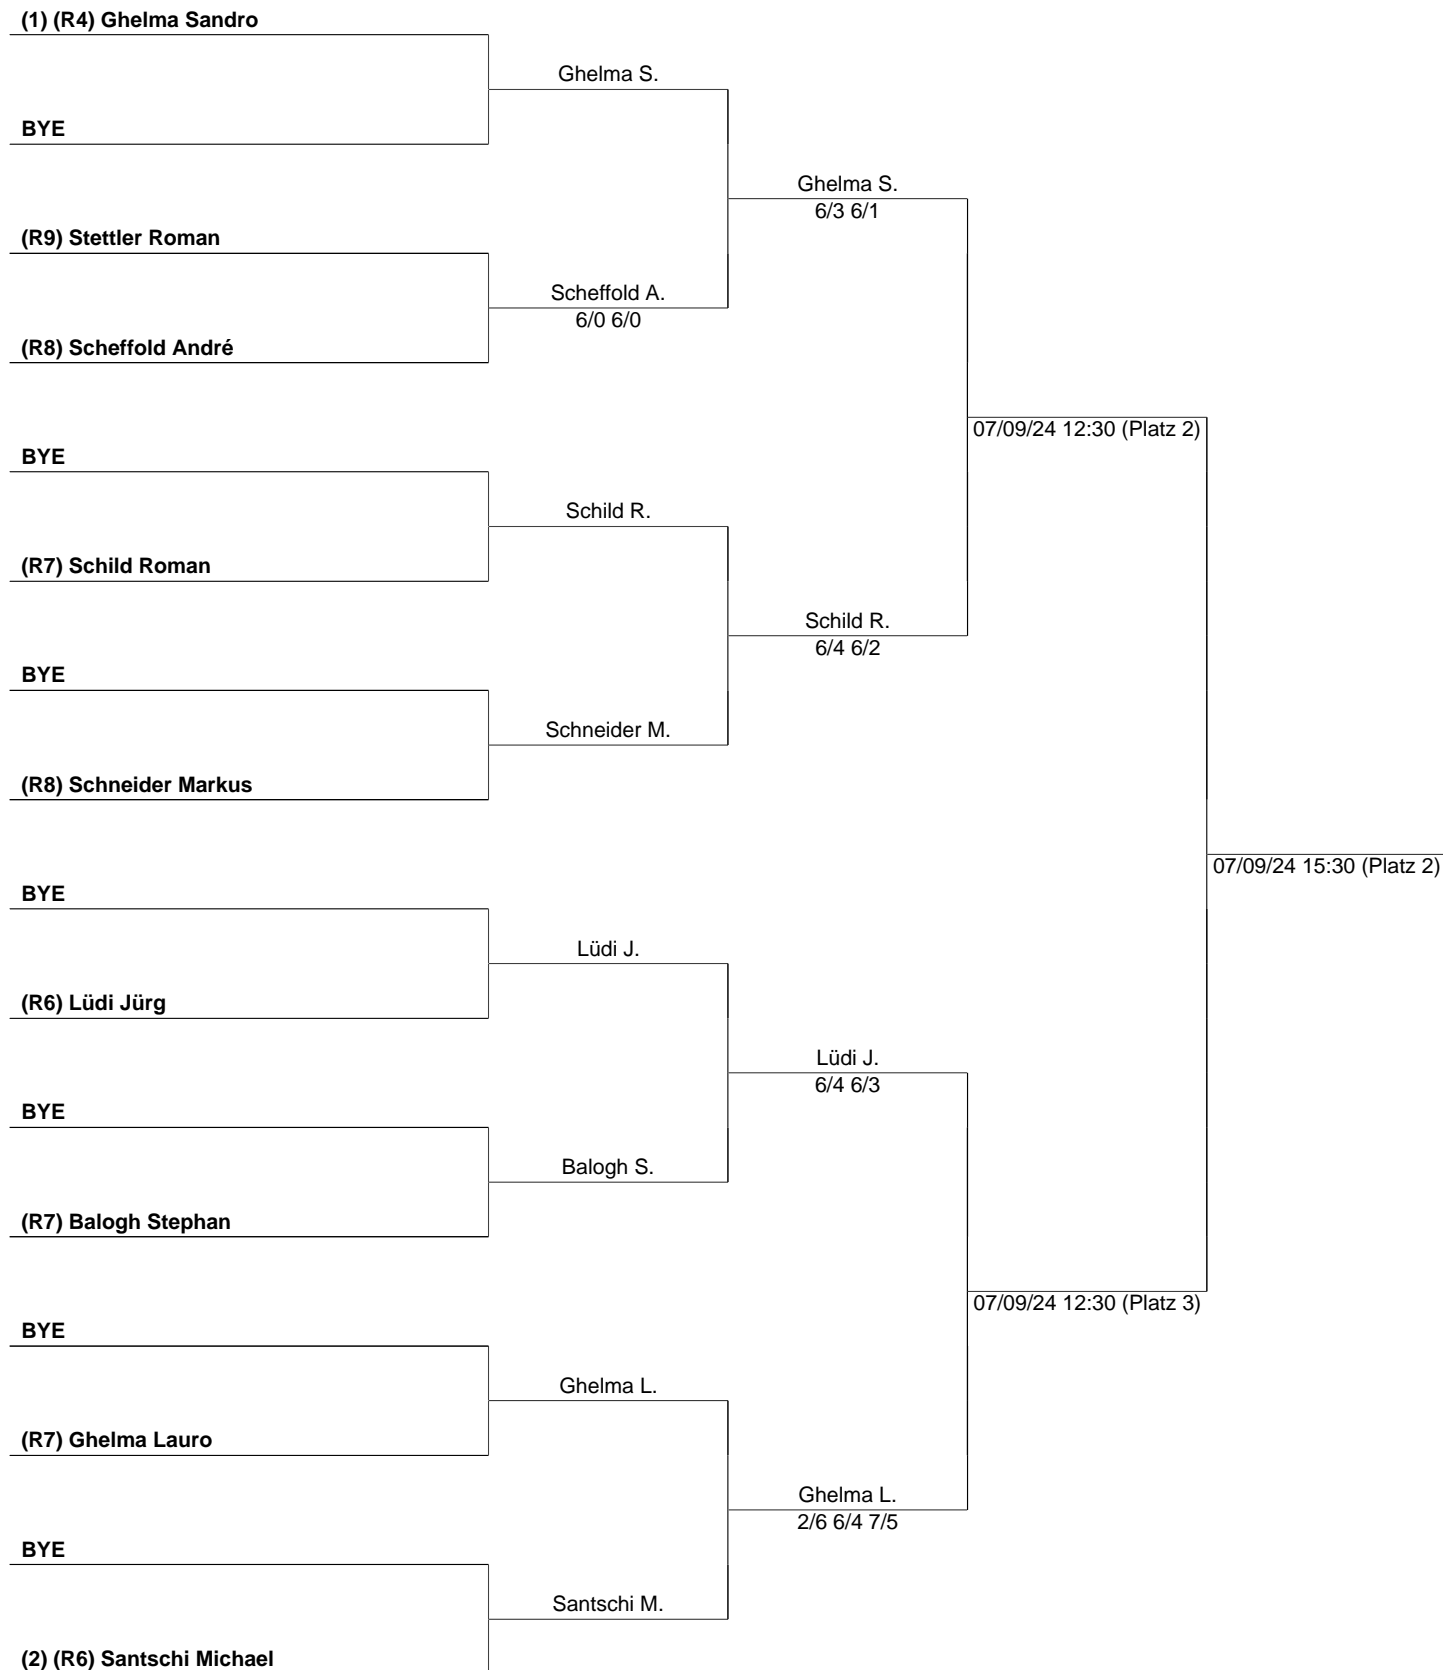 (1) (R4) Ghelma Sandro
Ghelma S.
BYE
Ghelma S.
6/3 6/1
(R9) Stettler Roman
Scheffold A.
6/0 6/0
(R8) Scheffold André
07/09/24 12:30 (Platz 2)
BYE
Schild R.
(R7) Schild Roman
Schild R.
6/4 6/2
BYE
Schneider M.
(R8) Schneider Markus
07/09/24 15:30 (Platz 2)
BYE
Lüdi J.
(R6) Lüdi Jürg
Lüdi J.
6/4 6/3
BYE
Balogh S.
(R7) Balogh Stephan
07/09/24 12:30 (Platz 3)
BYE
Ghelma L.
(R7) Ghelma Lauro
Ghelma L.
2/6 6/4 7/5
BYE
Santschi M.
(2) (R6) Santschi Michael